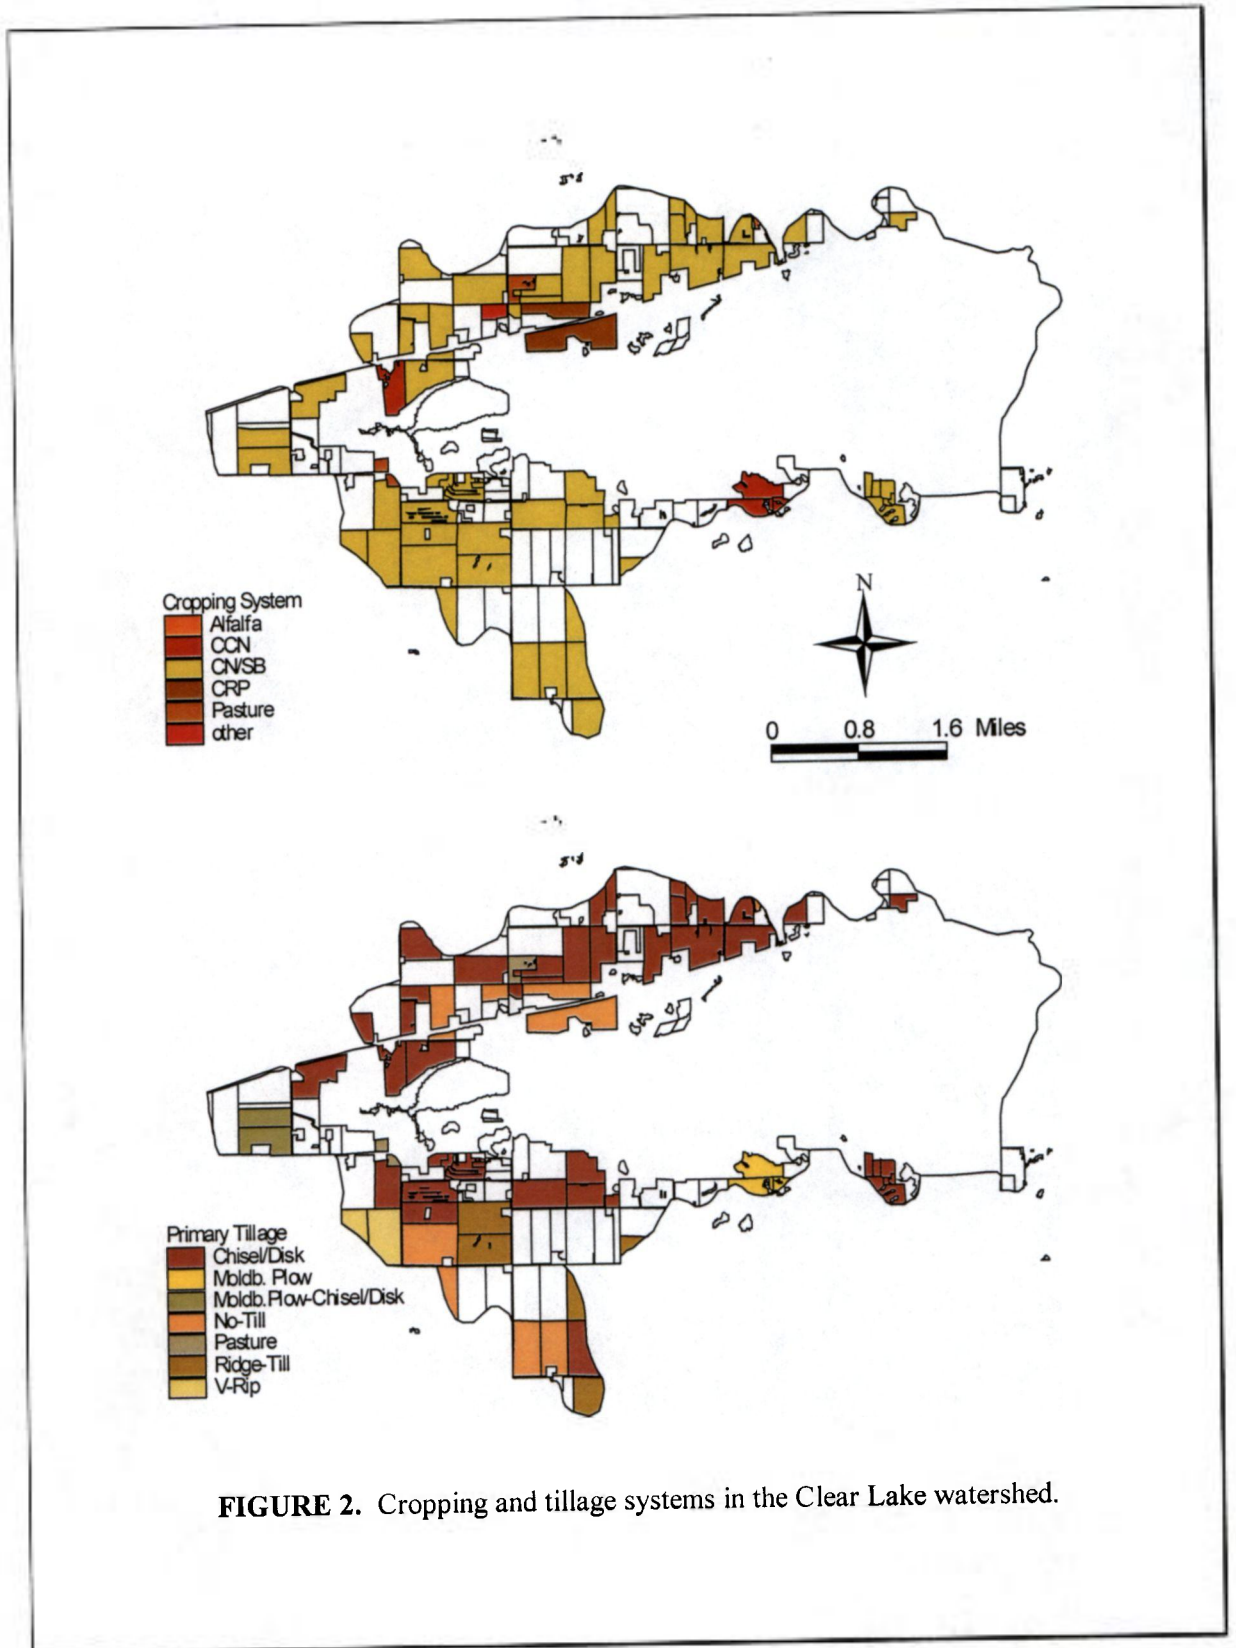 N
Cropping System
Alfalfa
CCN
CN/SB
CRP
Pasture
other
0 0.8 1.6 Miles
Primary Tillage
Chisel/Disk
Moldb. Plow
Moldb.Plow-Chisel/Disk
No-Till
Pasture
Ridge-Till
V-Rip
FIGURE 2. Cropping and tillage systems in the Clear Lake watershed.